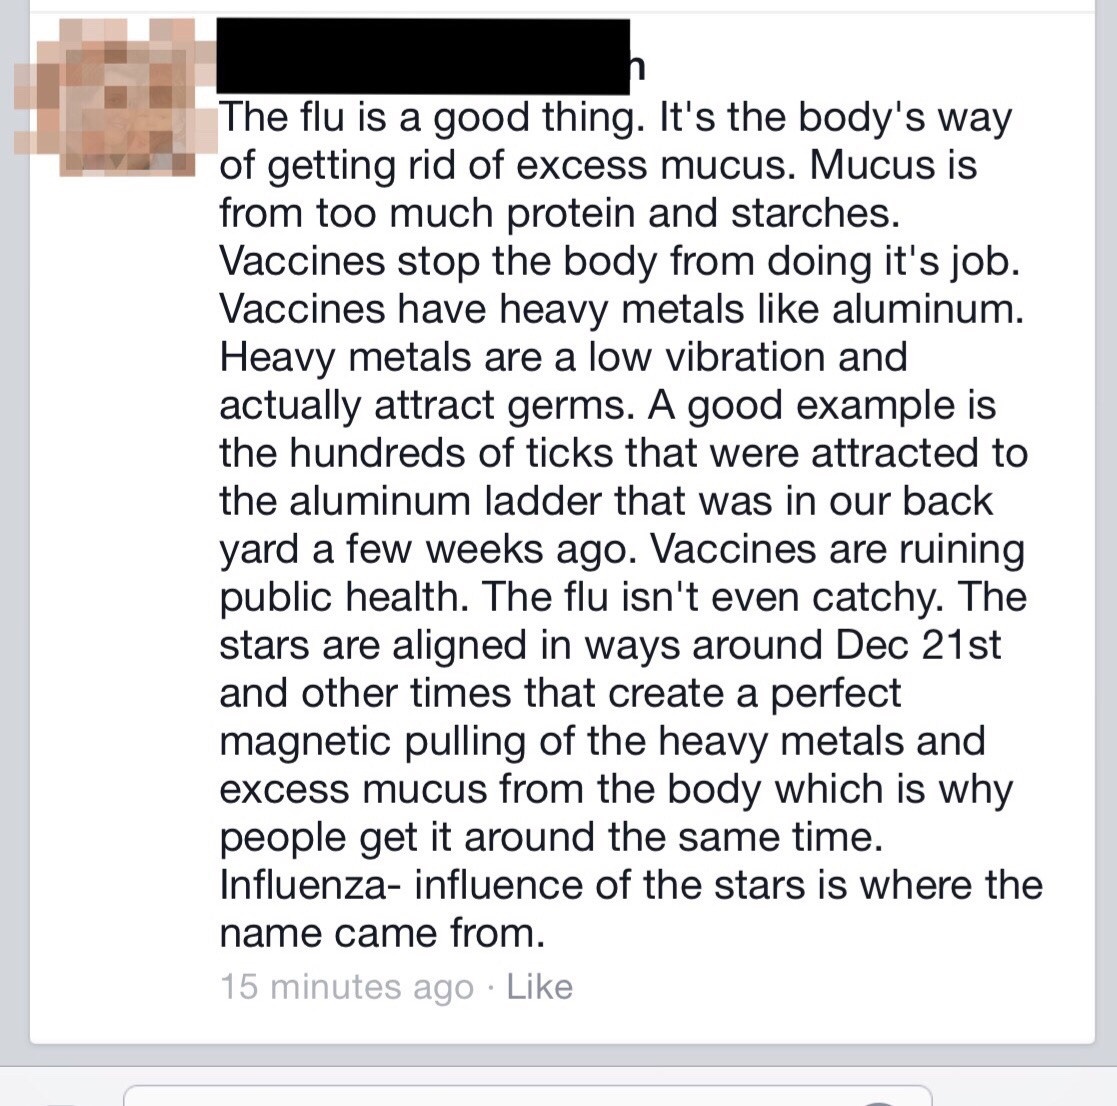 h
The flu is a good thing. It's the body's way
of getting rid of excess mucus. Mucus is
from too much protein and starches.
Vaccines stop the body from doing it's job.
Vaccines have heavy metals like aluminum.
Heavy metals are a low vibration and
actually attract germs. A good example is
the hundreds of ticks that were attracted to
the aluminum ladder that was in our back
yard a few weeks ago. Vaccines are ruining
public health. The flu isn't even catchy. The
stars are aligned in ways around Dec 21st
and other times that create a perfect
magnetic pulling of the heavy metals and
excess mucus from the body which is why
people get it around the same time.
Influenza- influence of the stars is where the
name came from.
15 minutes ago · Like